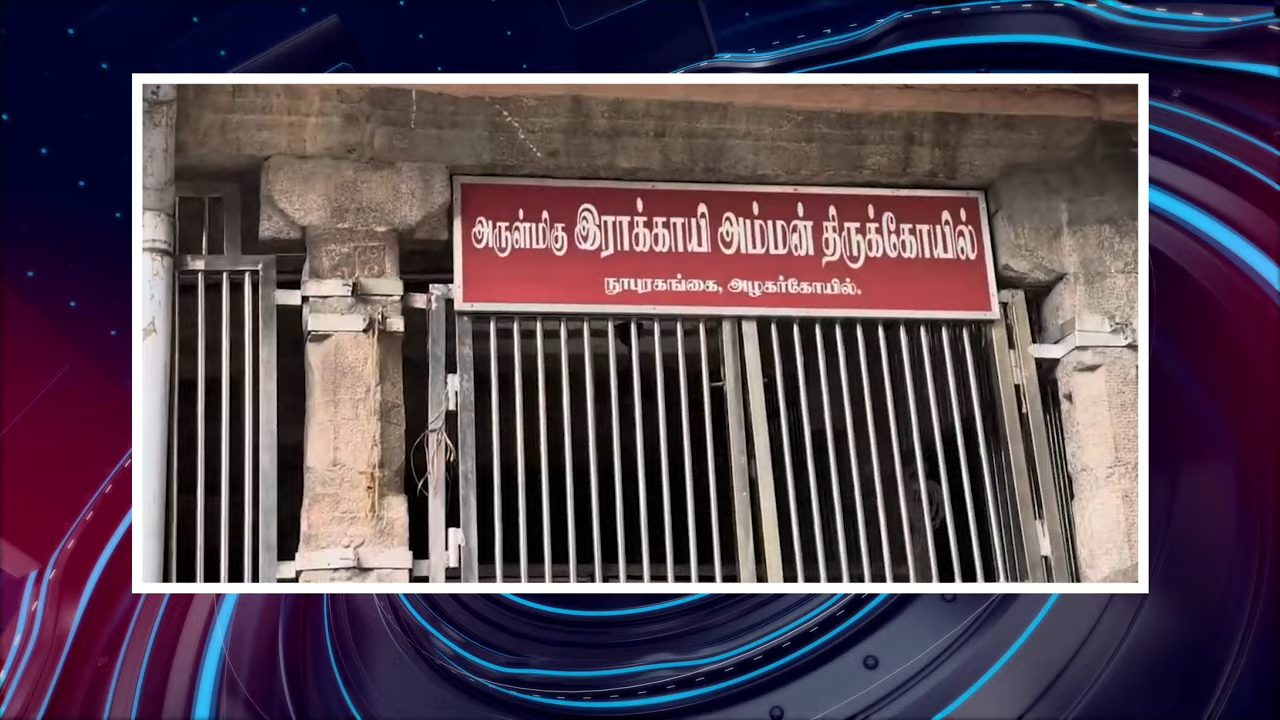 அருள்மிகு இராக்காயி அம்மன் திருக்கோயில்
நூபுரகங்கை, அழகர்கோயில்.